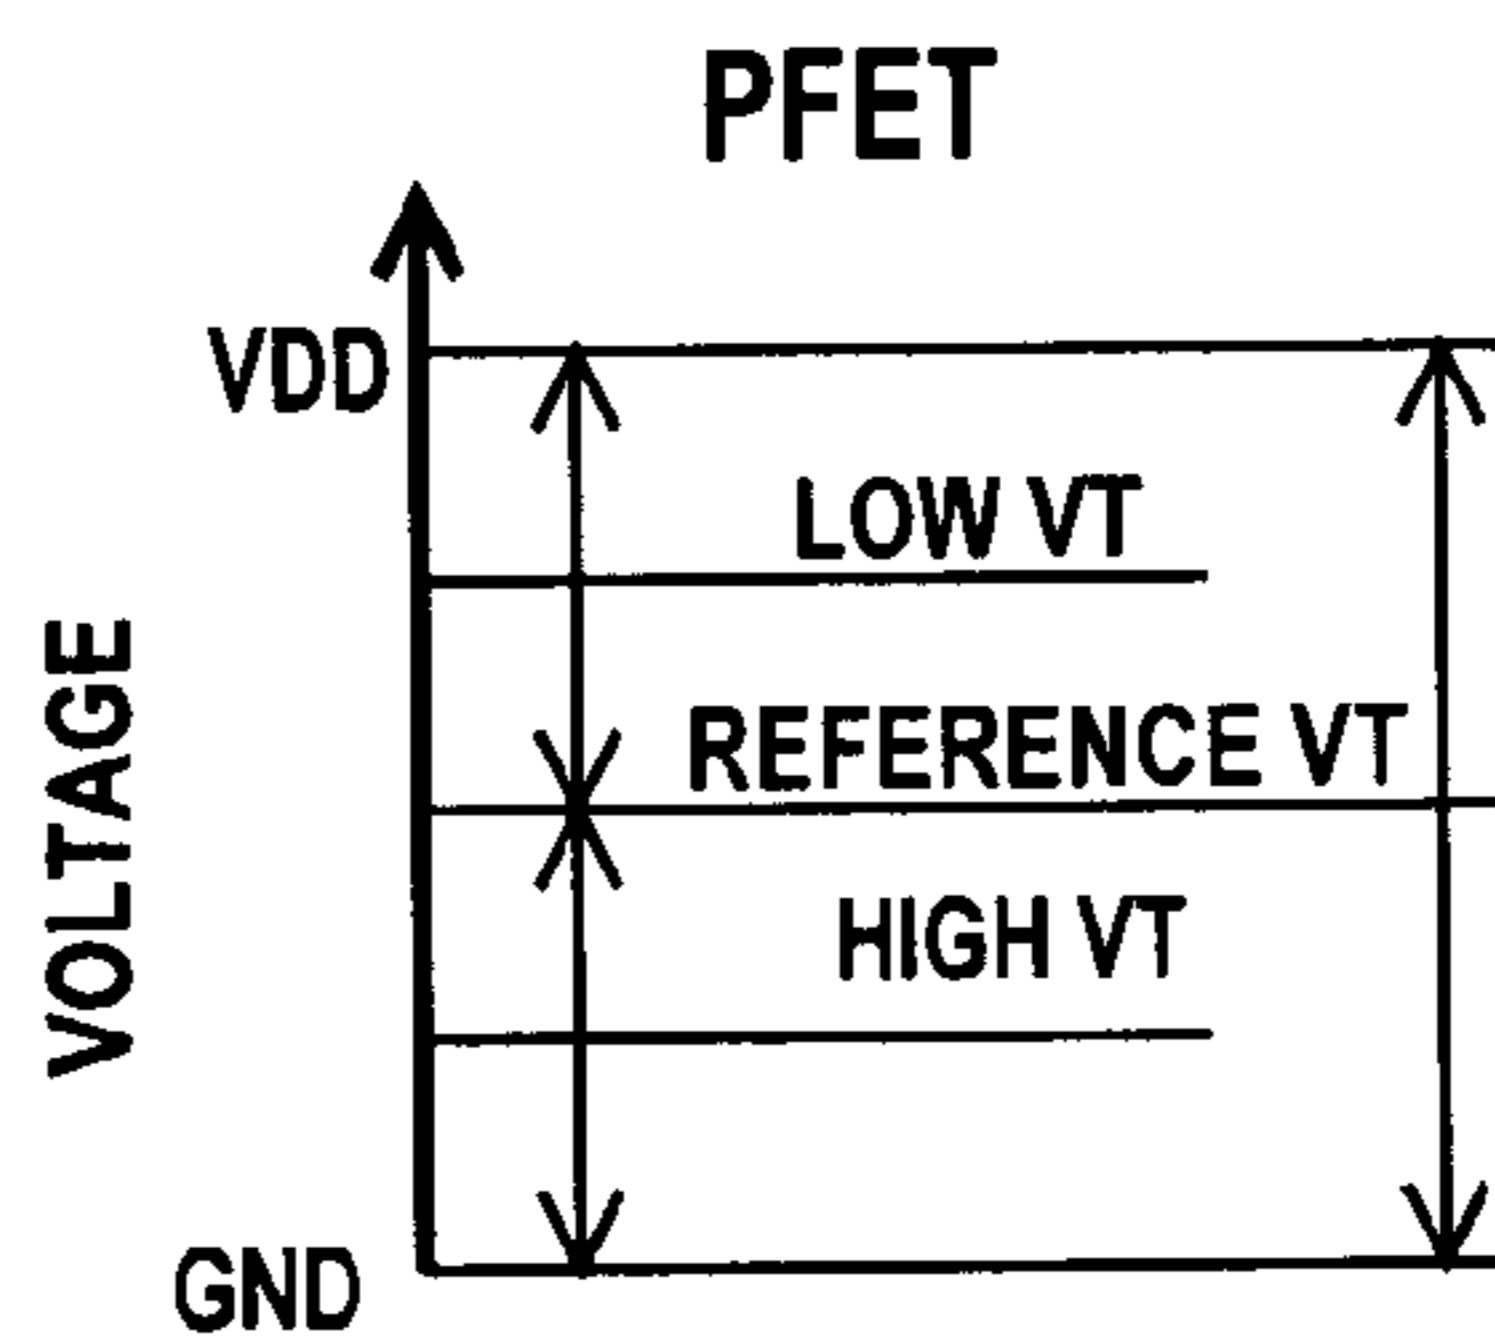 PFET
VDD
LOW VT
REFERENCE VT
HIGH VT
VOLTAGE
GND